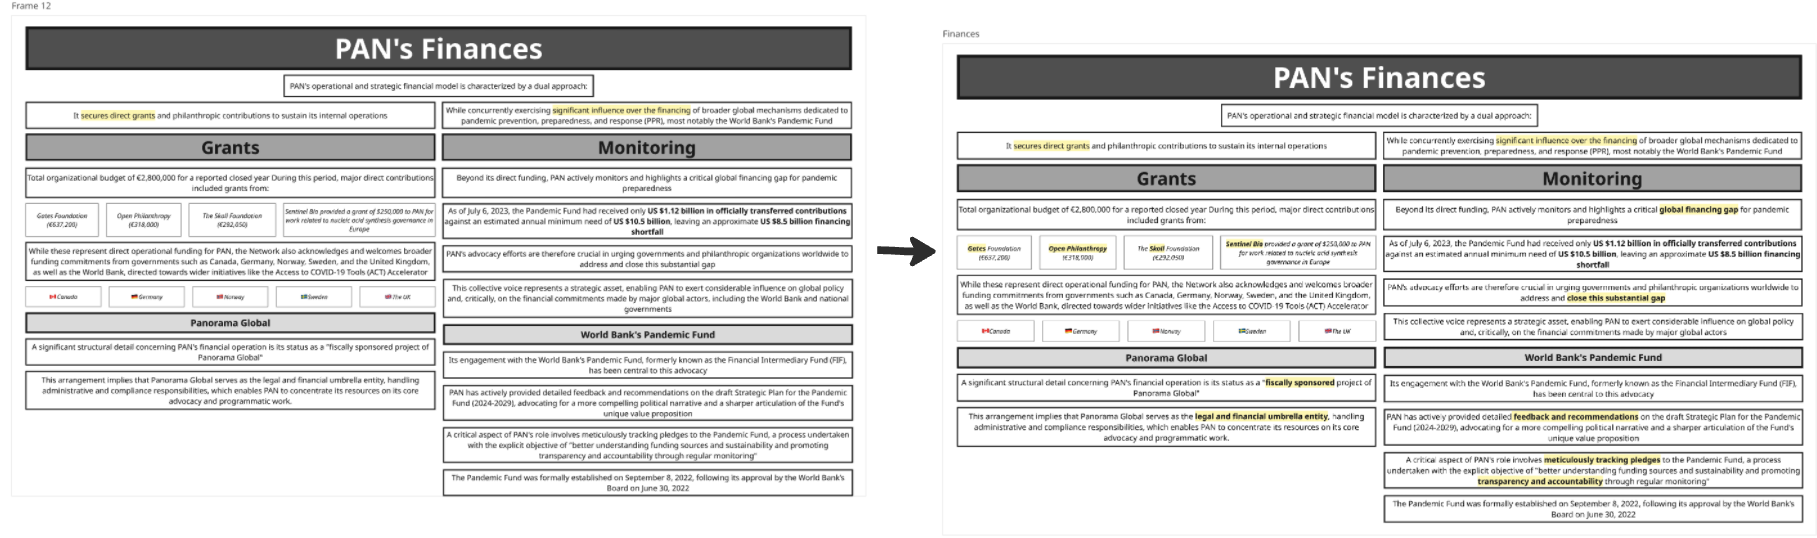 Frame 12
PAN's Finances
PAN's operational and strategic financial model is characterized by a dual approach:
It secures direct grants and philanthropic contributions to sustain its internal operations
Grants
Total organizational budget of €2,800,000 for a reported closed year During this period, major direct contributions
included grants from:
Gates Foundation
(€637,200)
Open Philanthropy
(€318,000)
The Skoll Foundation
(€292,050)
Sentinel Bio provided a grant of $250,000 to PAN for
work related to nucleic acid synthesis governance in
Europe
While these represent direct operational funding for PAN, the Network also acknowledges and welcomes broader
funding commitments from governments such as Canada, Germany, Norway, Sweden, and the United Kingdom,
as well as the World Bank, directed towards wider initiatives like the Access to COVID-19 Tools (ACT) Accelerator
Canada
Germany
Norway
Sweden
The UK
Panorama Global
A significant structural detail concerning PAN's financial operation is its status as a "fiscally sponsored project of
Panorama Global"
This arrangement implies that Panorama Global serves as the legal and financial umbrella entity, handling
administrative and compliance responsibilities, which enables PAN to concentrate its resources on its core
advocacy and programmatic work.
While concurrently exercising significant influence over the financing of broader global mechanisms dedicated to
pandemic prevention, preparedness, and response (PPR), most notably the World Bank's Pandemic Fund
Monitoring
Beyond its direct funding, PAN actively monitors and highlights a critical global financing gap for pandemic
preparedness
As of July 6, 2023, the Pandemic Fund had received only US $1.12 billion in officially transferred contributions
against an estimated annual minimum need of US $10.5 billion, leaving an approximate US $8.5 billion financing
shortfall
PAN's advocacy efforts are therefore crucial in urging governments and philanthropic organizations worldwide to
address and close this substantial gap
This collective voice represents a strategic asset, enabling PAN to exert considerable influence on global policy
and, critically, on the financial commitments made by major global actors, including the World Bank and national
governments
World Bank's Pandemic Fund
Its engagement with the World Bank's Pandemic Fund, formerly known as the Financial Intermediary Fund (FIF),
has been central to this advocacy
PAN has actively provided detailed feedback and recommendations on the draft Strategic Plan for the Pandemic
Fund (2024-2029), advocating for a more compelling political narrative and a sharper articulation of the Fund's
unique value proposition
A critical aspect of PAN's role involves meticulously tracking pledges to the Pandemic Fund, a process undertaken
with the explicit objective of "better understanding funding sources and sustainability and promoting
transparency and accountability through regular monitoring"
The Pandemic Fund was formally established on September 8, 2022, following its approval by the World Bank's
Board on June 30, 2022
Finances
PAN's Finances
PAN's operational and strategic financial model is characterized by a dual approach:
It secures direct grants and philanthropic contributions to sustain its internal operations
Grants
Total organizational budget of €2,800,000 for a reported closed year During this period, major direct contributions
included grants from:
Gates Foundation
(€637,200)
Open Philanthropy
(€318,000)
The Skoll Foundation
(€292,050)
Sentinel Bio provided a grant of $250,000 to PAN
for work related to nucleic acid synthesis
governance in Europe
While these represent direct operational funding for PAN, the Network also acknowledges and welcomes broader
funding commitments from governments such as Canada, Germany, Norway, Sweden, and the United Kingdom,
as well as the World Bank, directed towards wider initiatives like the Access to COVID-19 Tools (ACT) Accelerator
Canada
Germany
Norway
Sweden
The UK
Panorama Global
A significant structural detail concerning PAN's financial operation is its status as a "fiscally sponsored project of
Panorama Global"
This arrangement implies that Panorama Global serves as the legal and financial umbrella entity, handling
administrative and compliance responsibilities, which enables PAN to concentrate its resources on its core
advocacy and programmatic work.
While concurrently exercising significant influence over the financing of broader global mechanisms dedicated to
pandemic prevention, preparedness, and response (PPR), most notably the World Bank's Pandemic Fund
Monitoring
Beyond its direct funding, PAN actively monitors and highlights a critical global financing gap for pandemic
preparedness
As of July 6, 2023, the Pandemic Fund had received only US $1.12 billion in officially transferred contributions
against an estimated annual minimum need of US $10.5 billion, leaving an approximate US $8.5 billion financing
shortfall
PAN's advocacy efforts are therefore crucial in urging governments and philanthropic organizations worldwide to
address and close this substantial gap
This collective voice represents a strategic asset, enabling PAN to exert considerable influence on global policy
and, critically, on the financial commitments made by major global actors
World Bank's Pandemic Fund
Its engagement with the World Bank's Pandemic Fund, formerly known as the Financial Intermediary Fund (FIF),
has been central to this advocacy
PAN has actively provided detailed feedback and recommendations on the draft Strategic Plan for the Pandemic
Fund (2024-2029), advocating for a more compelling political narrative and a sharper articulation of the Fund's
unique value proposition
A critical aspect of PAN's role involves meticulously tracking pledges to the Pandemic Fund, a process
undertaken with the explicit objective of "better understanding funding sources and sustainability and promoting
transparency and accountability through regular monitoring"
The Pandemic Fund was formally established on September 8, 2022, following its approval by the World Bank's
Board on June 30, 2022